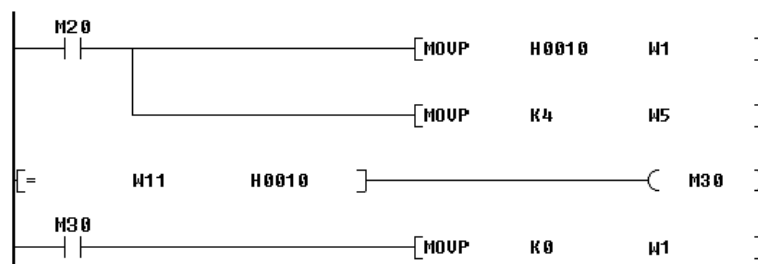 M20
[MOVP H0010 W1 ]
[MOVP K4 W5 ]
[= W11 H0010 ] ( M30 ]
M30
[MOVP K0 W1 ]